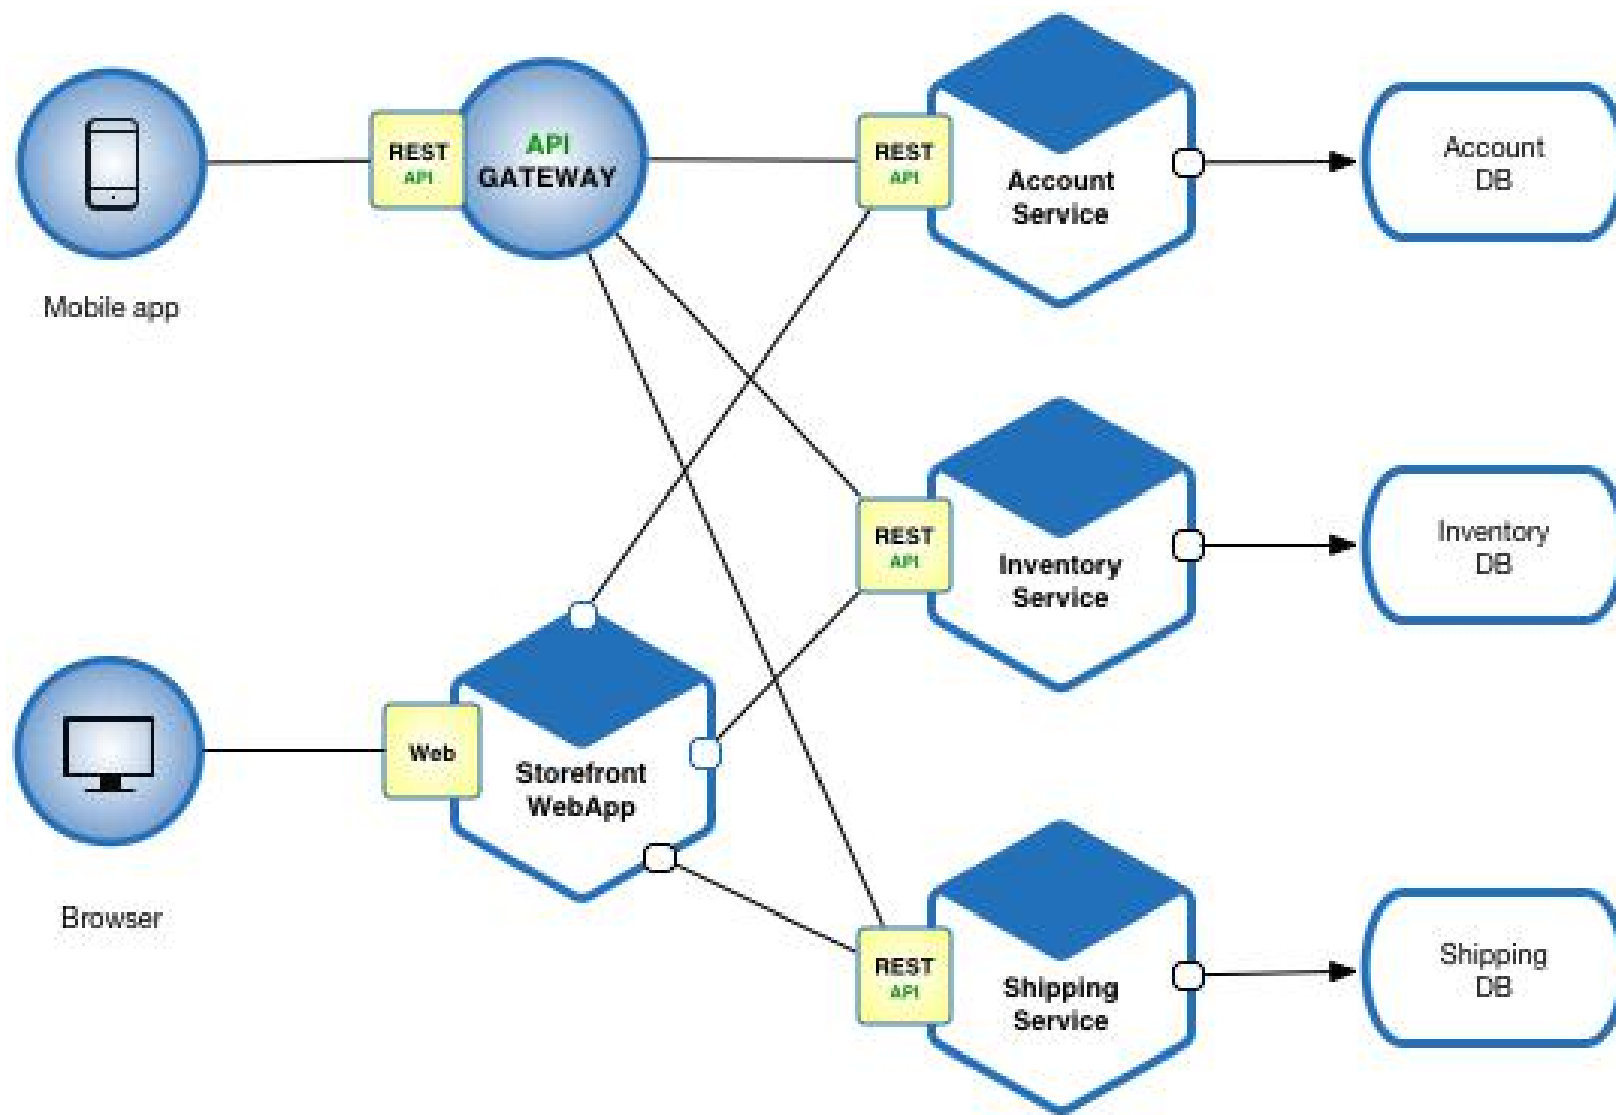 REST
API
API
GATEWAY
REST
API
Account
Service
Account
DB
Mobile app
REST
API
Inventory
Service
Inventory
DB
Web
Storefront
WebApp
Browser
REST
API
Shipping
Service
Shipping
DB